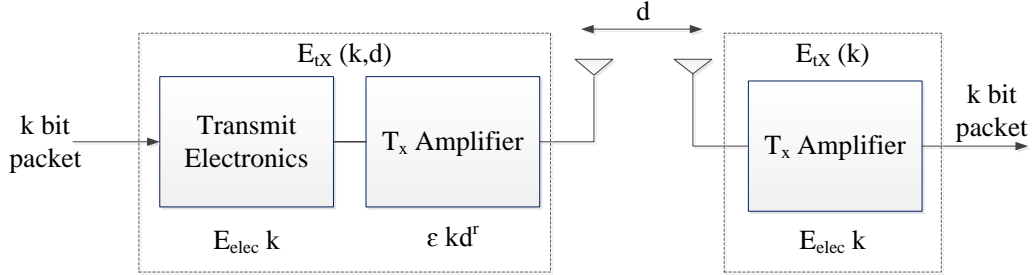 d
E_tX (k,d)
E_tX (k)
k bit
packet
Transmit
Electronics
T_x Amplifier
T_x Amplifier
k bit
packet
E_elec k
ε kd^r
E_elec k